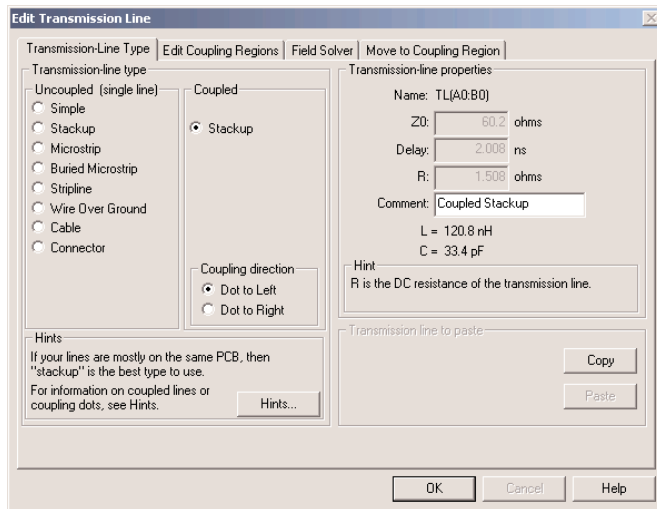 Edit Transmission Line
Transmission-Line Type
Edit Coupling Regions
Field Solver
Move to Coupling Region
Transmission-line type
Uncoupled (single line)
Simple
Stackup
Microstrip
Buried Microstrip
Stripline
Wire Over Ground
Cable
Connector
Coupled
Stackup
Coupling direction
Dot to Left
Dot to Right
Hints
If your lines are mostly on the same PCB, then
"stackup" is the best type to use.
For information on coupled lines or
coupling dots, see Hints.
Hints...
Transmission-line properties
Name: TL(A0:B0)
Z0: 60.2 ohms
Delay: 2.008 ns
R: 1.508 ohms
Comment: Coupled Stackup
L = 120.8 nH
C = 33.4 pF
Hint
R is the DC resistance of the transmission line.
Transmission line to paste
Copy
Paste
OK
Cancel
Help